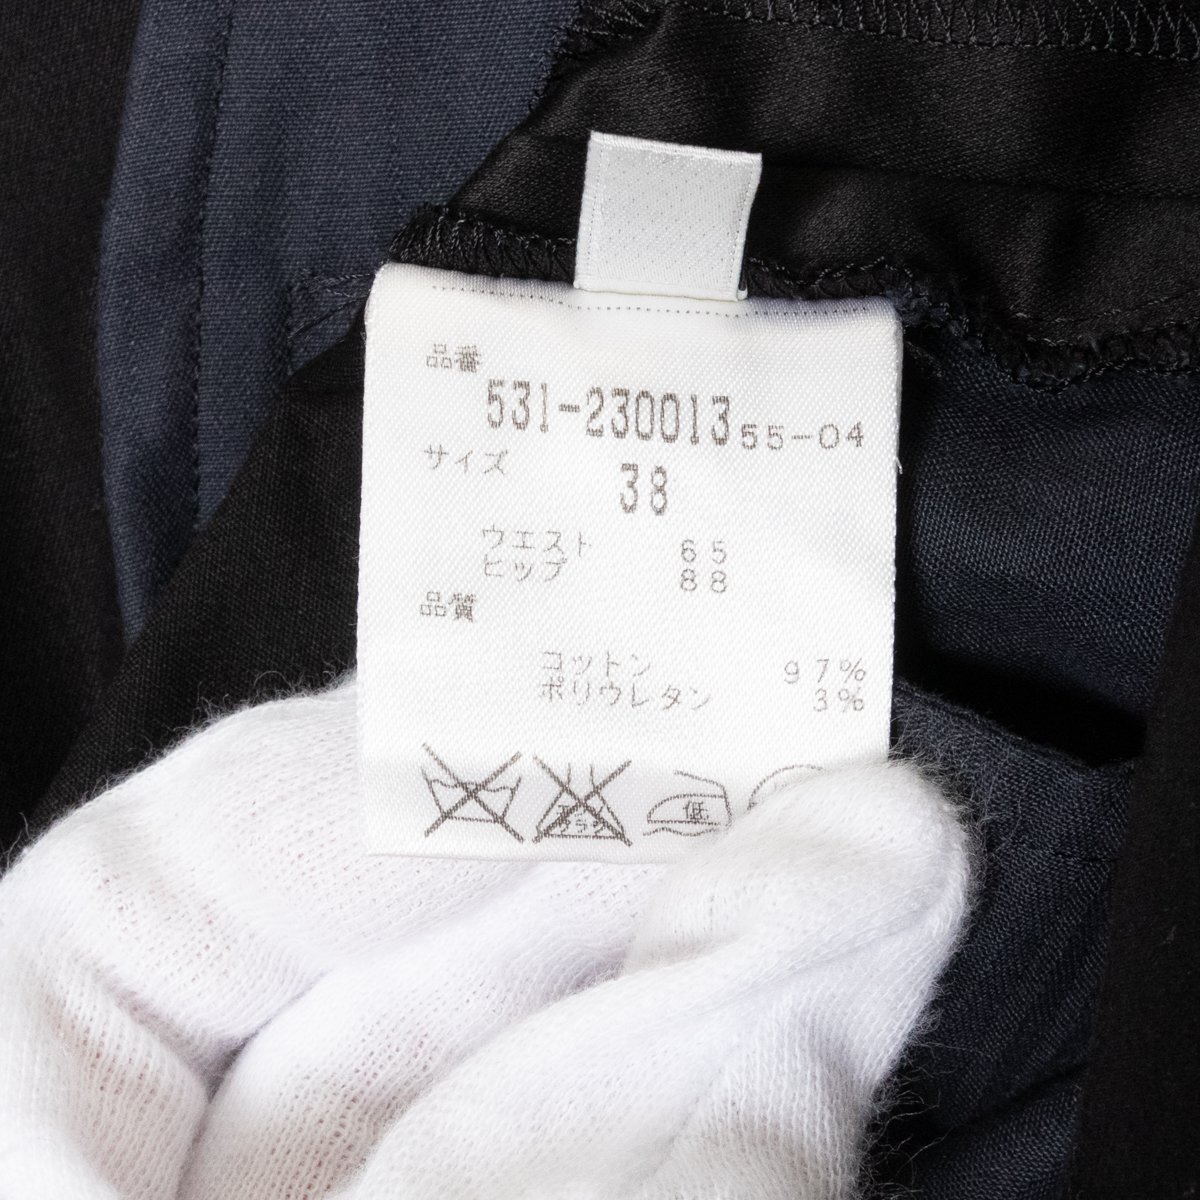 品番
531-230013 55-04
サイズ 38
ウエスト 65
ヒップ 88
品質
コットン 97%
ポリウレタン 3%
低